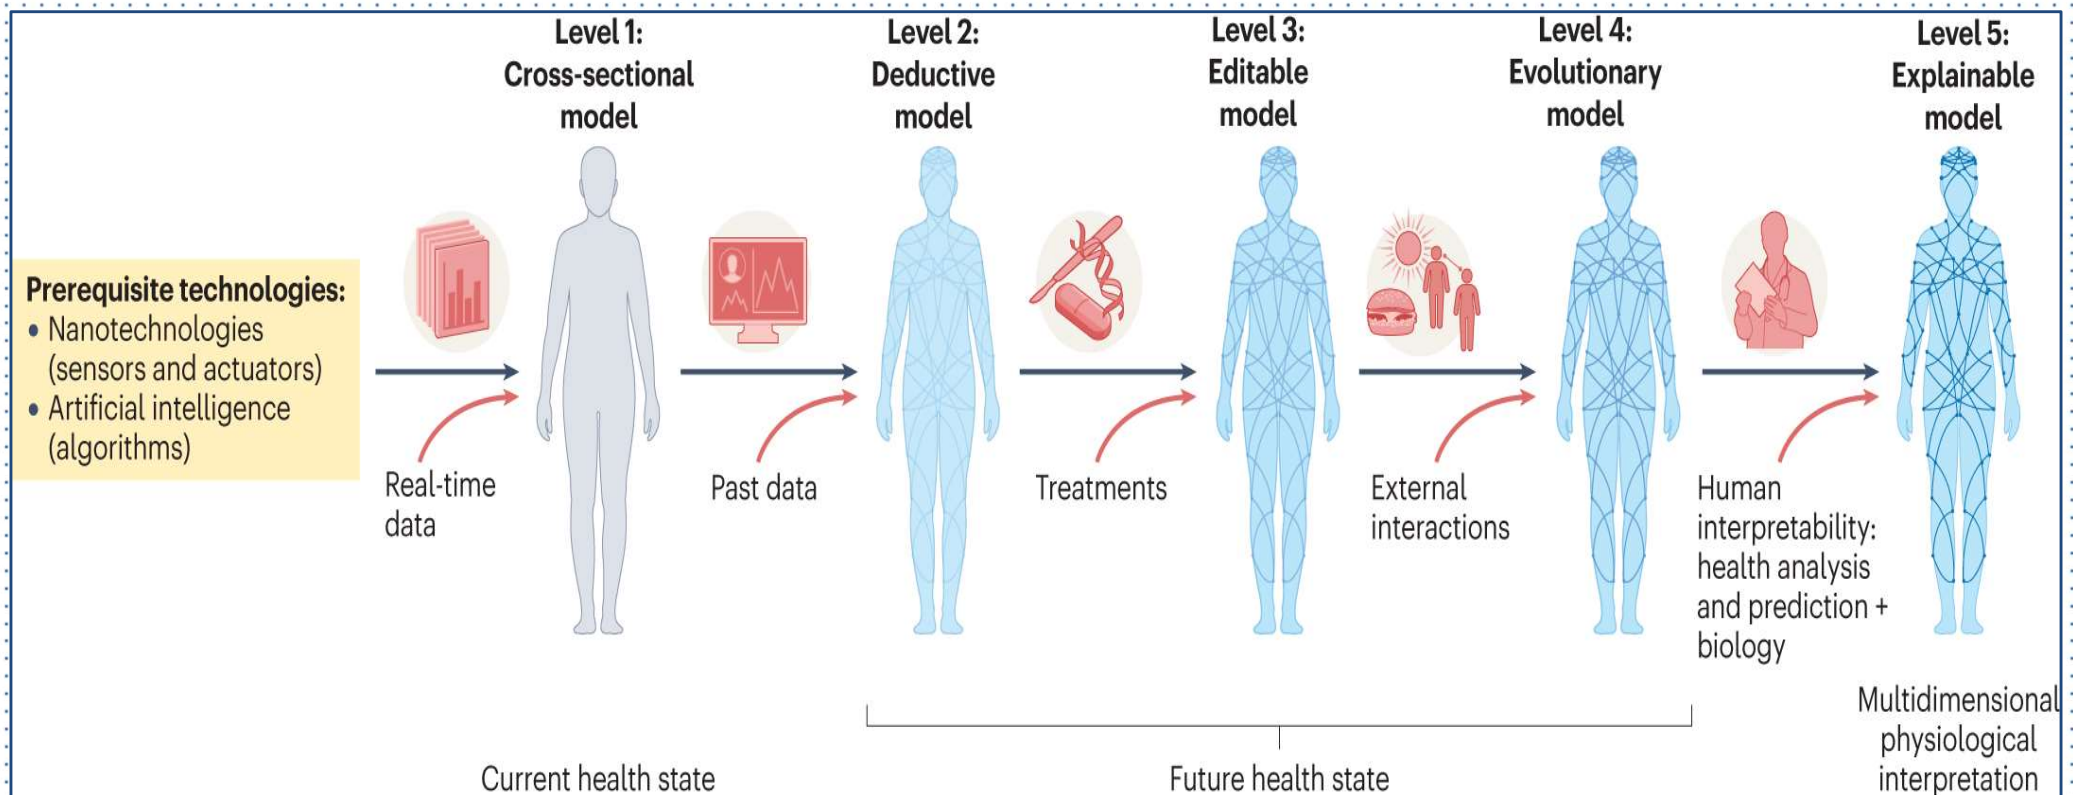 Level 1:
Cross-sectional
model
Level 2:
Deductive
model
Level 3:
Editable
model
Level 4:
Evolutionary
model
Level 5:
Explainable
model
Prerequisite technologies:
• Nanotechnologies
(sensors and actuators)
• Artificial intelligence
(algorithms)
Real-time
data
Past data
Treatments
External
interactions
Human
interpretability:
health analysis
and prediction +
biology
Current health state
Future health state
Multidimensional
physiological
interpretation